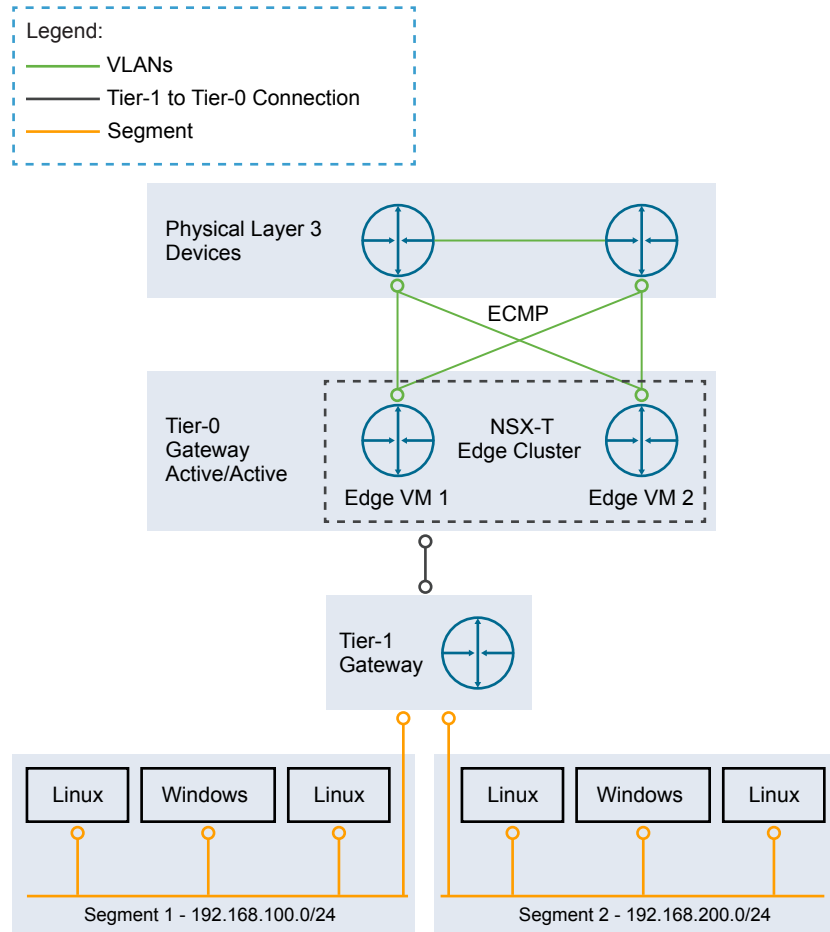 Legend:
VLANs
Tier-1 to Tier-0 Connection
Segment
Physical Layer 3
Devices
ECMP
Tier-0
Gateway
Active/Active
NSX-T
Edge Cluster
Edge VM 1
Edge VM 2
Tier-1
Gateway
Linux
Windows
Linux
Segment 1 - 192.168.100.0/24
Linux
Windows
Linux
Segment 2 - 192.168.200.0/24